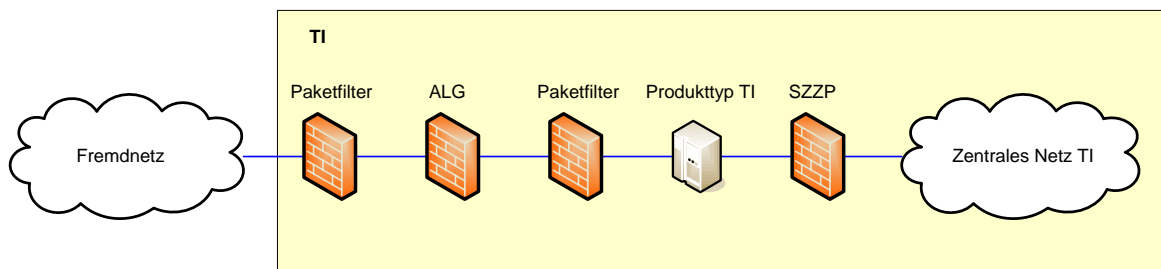 TI
Paketfilter
ALG
Paketfilter
Produkttyp TI
SZZP
Fremdnetz
Zentrales Netz TI